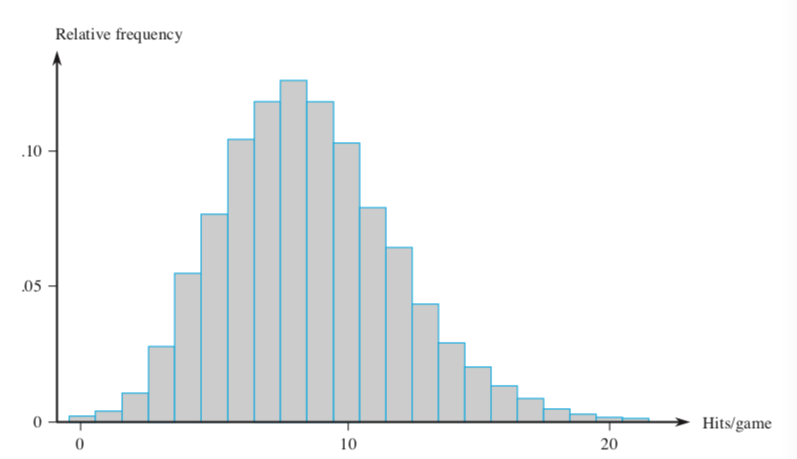 Relative frequency
.10
.05
0
0 10 20
Hits/game